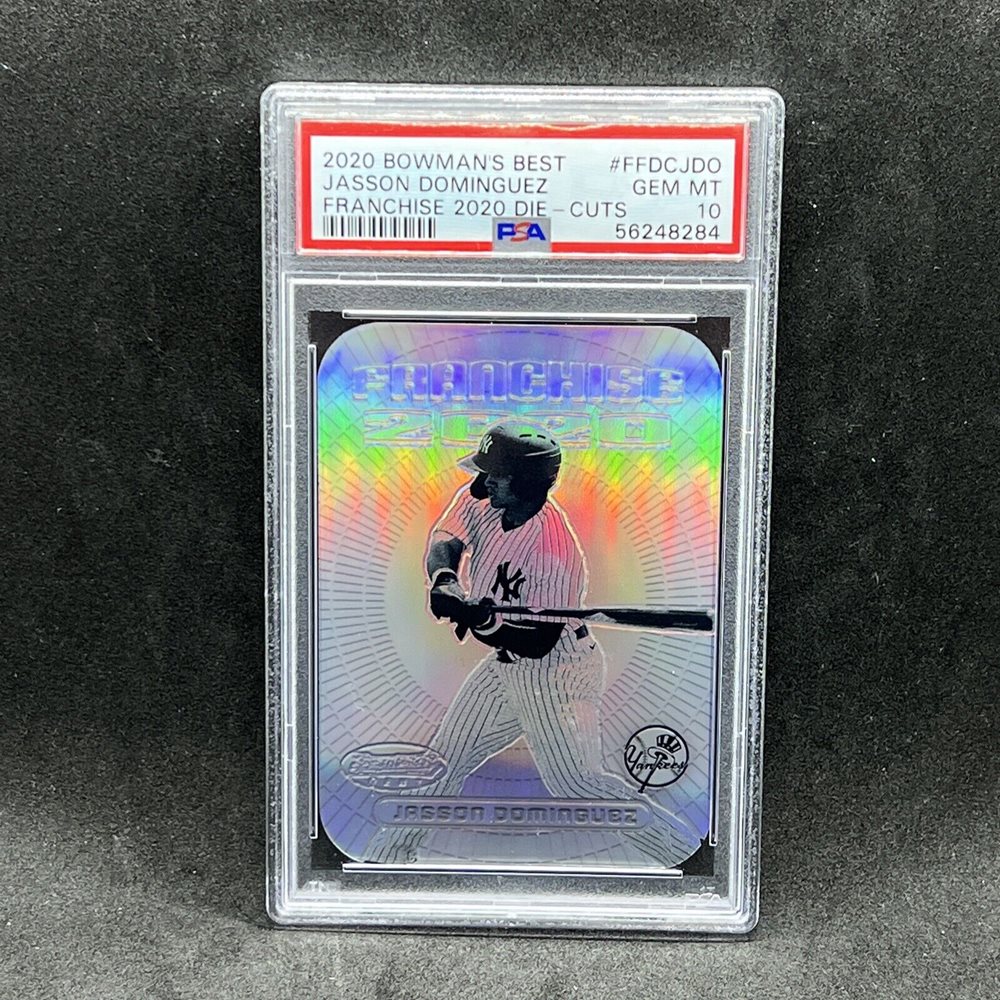 2020 BOWMAN'S BEST #FFDCJDO
JASSON DOMINGUEZ GEM MT
FRANCHISE 2020 DIE-CUTS 10
PSA 56248284
FRANCHISE
2020
NY
NY
Yankees
JASSON DOMINGUEZ